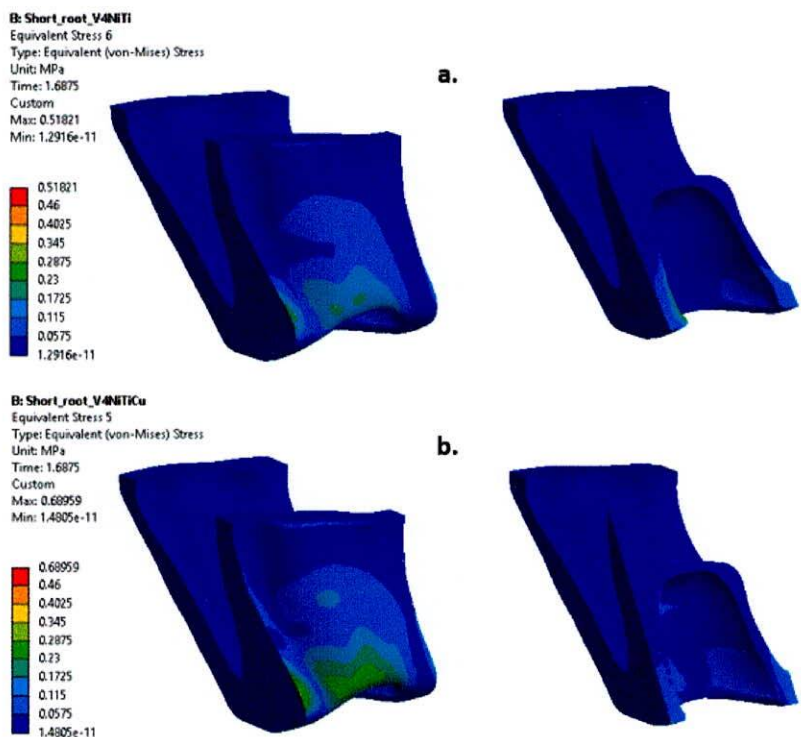 B: Short_root_V4NiTi
Equivalent Stress 6
Type: Equivalent (von-Mises) Stress
Unit: MPa
Time: 1.6875
Custom
Max: 0.51821
Min: 1.2916e-11
a.
0.51821
0.46
0.4025
0.345
0.2875
0.23
0.1725
0.115
0.0575
1.2916e-11
B: Short_root_V4NiTiCu
Equivalent Stress 5
Type: Equivalent (von-Mises) Stress
Unit: MPa
Time: 1.6875
Custom
Max: 0.68959
Min: 1.4805e-11
b.
0.68959
0.46
0.4025
0.345
0.2875
0.23
0.1725
0.115
0.0575
1.4805e-11